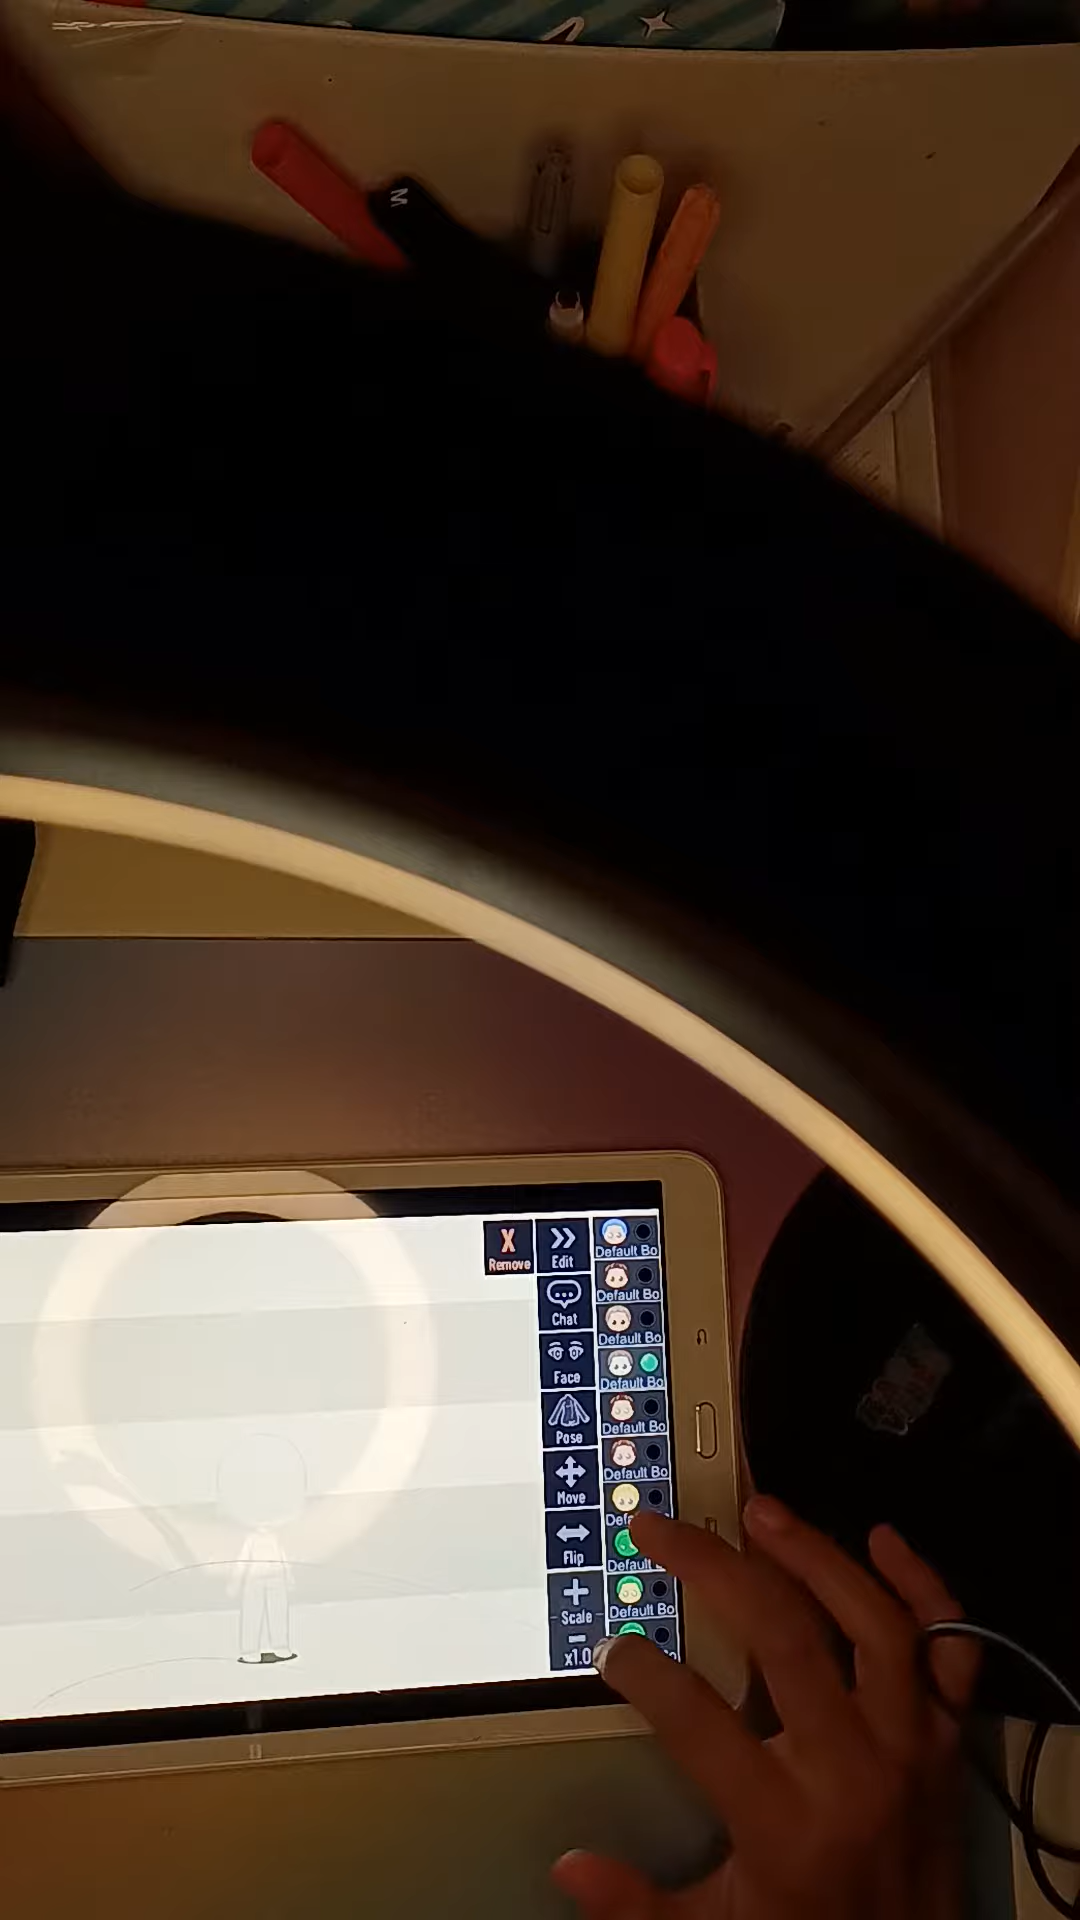 M
X
Remove
Edit
Chat
Face
Pose
Move
Flip
Scale
x1.0
Default Bo
Default Bo
Default Bo
Default Bo
Default Bo
Default Bo
Default Bo